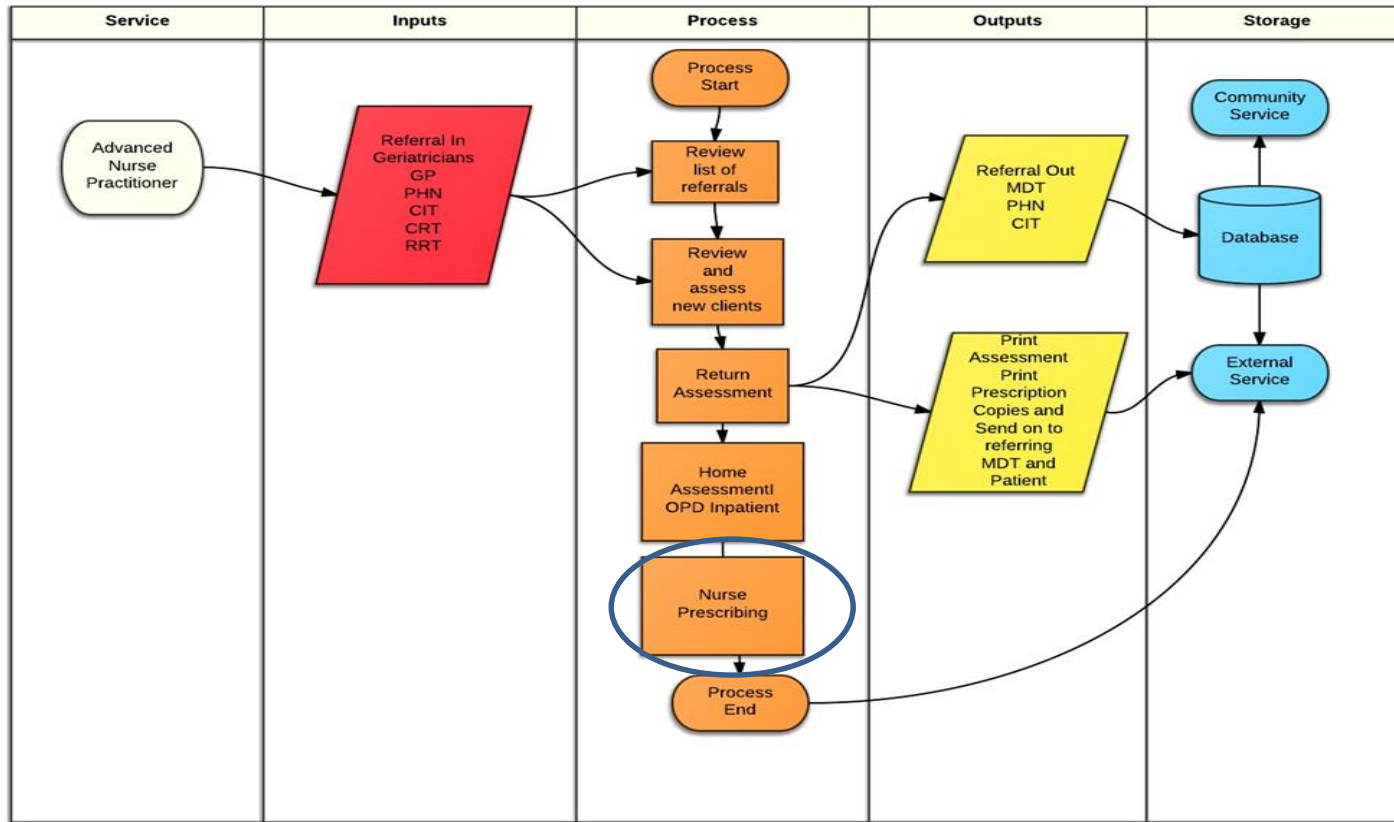 Service
Inputs
Process
Outputs
Storage
Advanced
Nurse
Practitioner
Referral In
Geriatricians
GP
PHN
CIT
CRT
RRT
Process
Start
Review
list of
referrals
Review
and
assess
new clients
Return
Assessment
Home
AssessmentI
OPD Inpatient
Nurse
Prescribing
Process
End
Referral Out
MDT
PHN
CIT
Print
Assessment
Print
Prescription
Copies and
Send on to
referring
MDT and
Patient
Community
Service
Database
External
Service